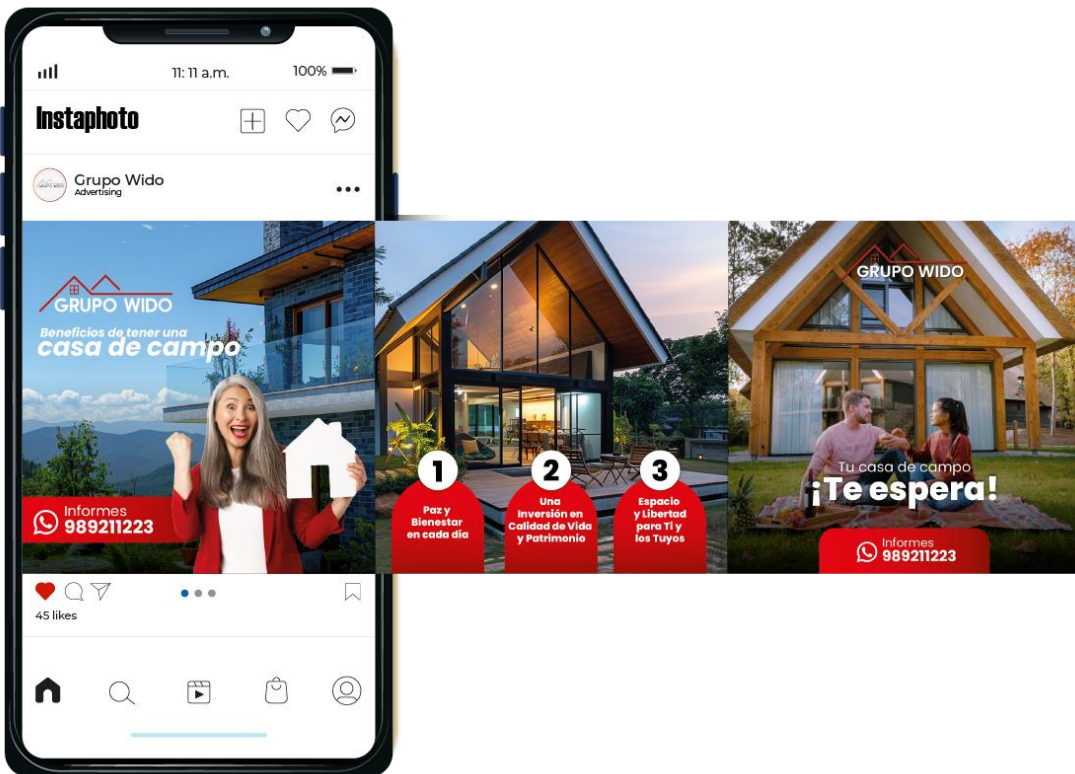 11: 11 a.m.
100%
Instaphoto
Grupo Wido
Advertising
GRUPO WIDO
Beneficios de tener una
casa de campo
Informes
989211223
1
Paz y
Bienestar
en cada día
2
Una
Inversión en
Calidad de Vida
y Patrimonio
3
Espacio
y Libertad
para Ti y
los Tuyos
GRUPO WIDO
Tu casa de campo
¡Te espera!
Informes
989211223
45 likes